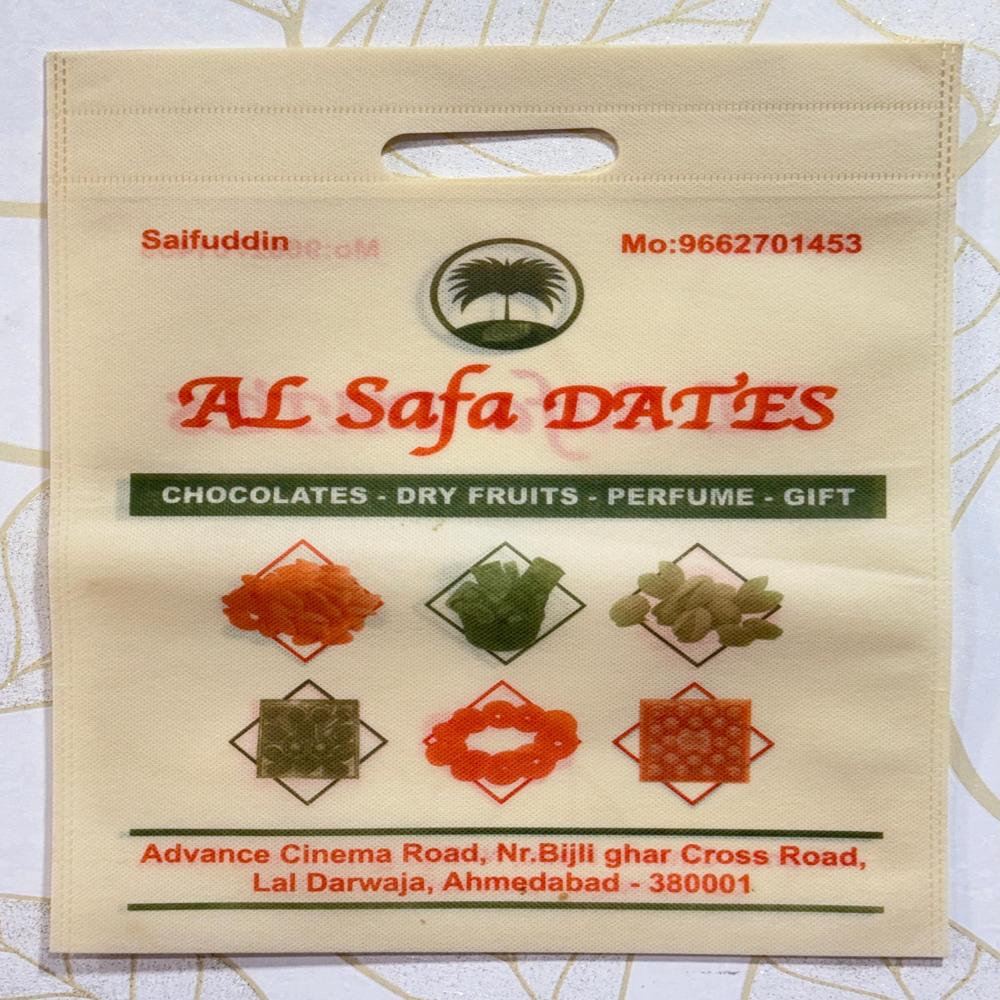 Saifuddin
Mo:9662701453
AL Safa DATES
CHOCOLATES - DRY FRUITS - PERFUME - GIFT
Advance Cinema Road, Nr.Bijli ghar Cross Road,
Lal Darwaja, Ahmedabad - 380001